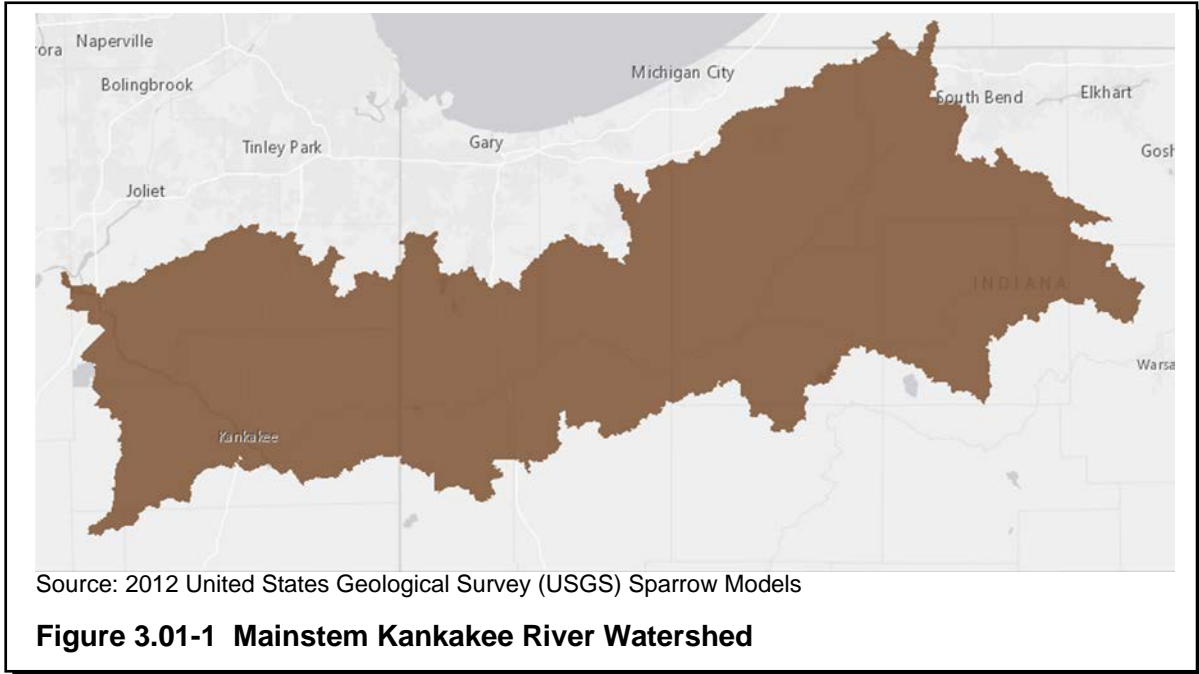 ora
Naperville
Bolingbrook
Michigan City
South Bend
Elkhart
Tinley Park
Gary
Gosh
Joliet
INDIANA
Warsa
Kankakee
Source: 2012 United States Geological Survey (USGS) Sparrow Models
Figure 3.01-1 Mainstem Kankakee River Watershed